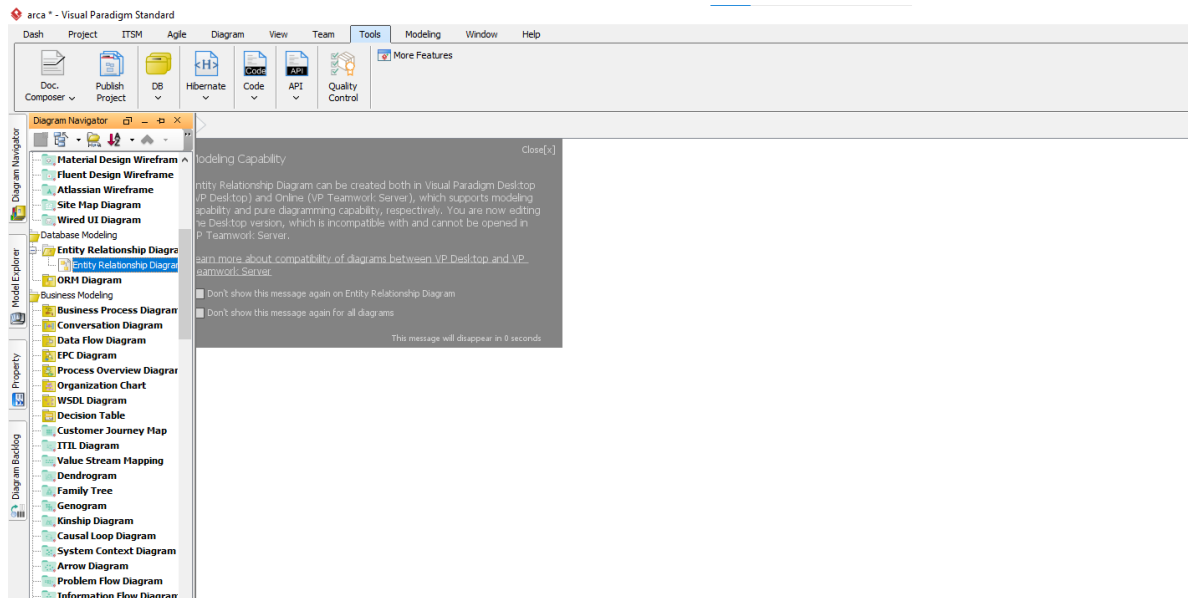 arca * - Visual Paradigm Standard
Dash Project ITSM Agile Diagram View Team Tools Modeling Window Help
Doc. Composer
Publish Project
DB
Hibernate
Code
API
Quality Control
More Features
Diagram Navigator
Diagram Navigator
Model Explorer
Property
Diagram Backlog
Material Design Wirefram
Fluent Design Wireframe
Atlassian Wireframe
Site Map Diagram
Wired UI Diagram
Database Modeling
Entity Relationship Diagra
Entity Relationship Diagran
ORM Diagram
Business Modeling
Business Process Diagram
Conversation Diagram
Data Flow Diagram
EPC Diagram
Process Overview Diagrar
Organization Chart
WSDL Diagram
Decision Table
Customer Journey Map
ITIL Diagram
Value Stream Mapping
Dendrogram
Family Tree
Genogram
Kinship Diagram
Causal Loop Diagram
System Context Diagram
Arrow Diagram
Problem Flow Diagram
Information Flow Diagram
Close[x]
Modeling Capability
ntity Relationship Diagram can be created both in Visual Paradigm Desktop
VP Desktop) and Online (VP Teamwork Server), which supports modeling
apability and pure diagramming capability, respectively. You are now editing
he Desktop version, which is incompatible with and cannot be opened in
P Teamwork Server.
earn more about compatibility of diagrams between VP Desktop and VP
eamwork Server
Don't show this message again on Entity Relationship Diagram
Don't show this message again for all diagrams
This message will disappear in 0 seconds